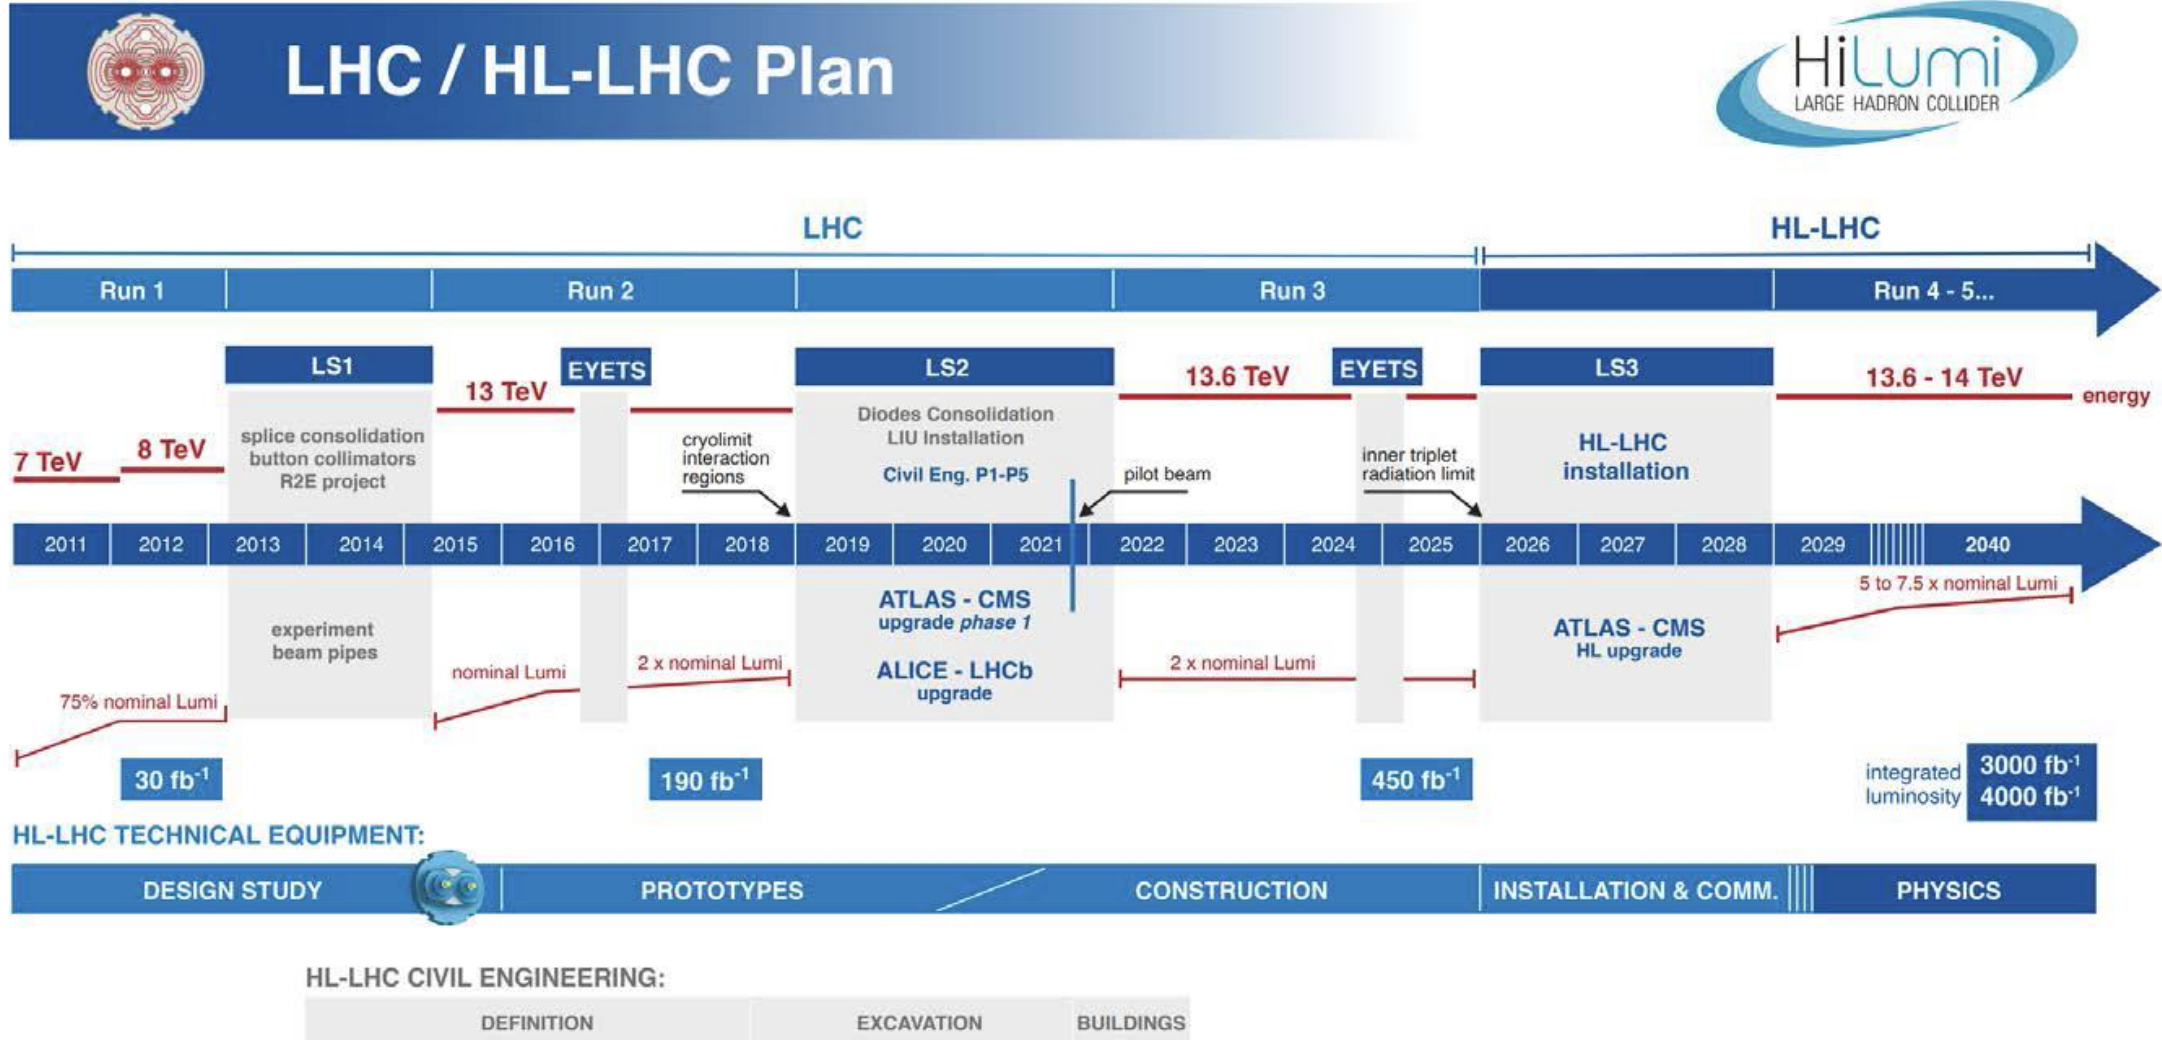 LHC / HL-LHC Plan
HiLumi
LARGE HADRON COLLIDER
LHC
HL-LHC
Run 1
Run 2
Run 3
Run 4 - 5...
LS1
EYETS
LS2
EYETS
LS3
13 TeV
13.6 TeV
13.6 - 14 TeV
energy
7 TeV
8 TeV
splice consolidation
button collimators
R2E project
cryolimit
interaction
regions
Diodes Consolidation
LIU Installation
Civil Eng. P1-P5
pilot beam
inner triplet
radiation limit
HL-LHC
installation
2011
2012
2013
2014
2015
2016
2017
2018
2019
2020
2021
2022
2023
2024
2025
2026
2027
2028
2029
2040
5 to 7.5 x nominal Lumi
experiment
beam pipes
ATLAS - CMS
upgrade phase 1
ALICE - LHCb
upgrade
ATLAS - CMS
HL upgrade
75% nominal Lumi
nominal Lumi
2 x nominal Lumi
2 x nominal Lumi
30 fb-1
190 fb-1
450 fb-1
integrated
luminosity
3000 fb-1
4000 fb-1
HL-LHC TECHNICAL EQUIPMENT:
DESIGN STUDY
PROTOTYPES
CONSTRUCTION
INSTALLATION & COMM.
PHYSICS
HL-LHC CIVIL ENGINEERING:
DEFINITION
EXCAVATION
BUILDINGS